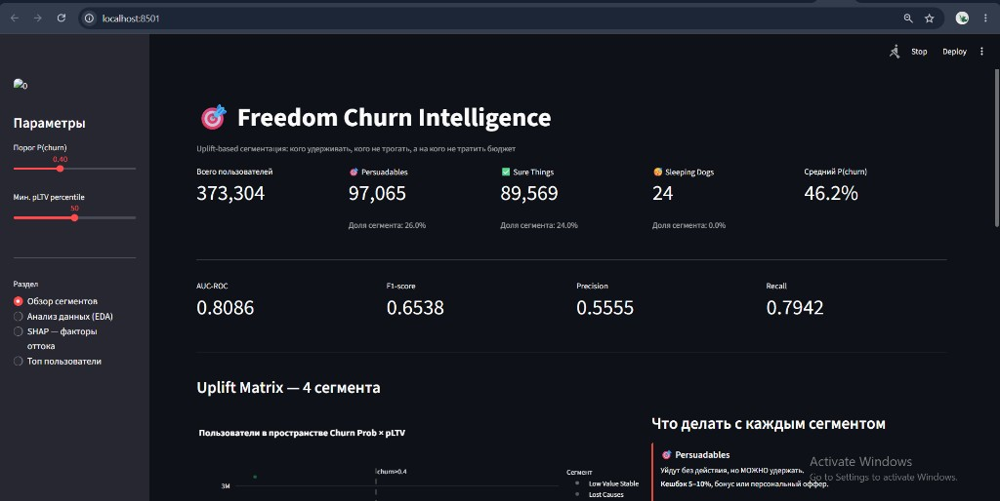 localhost:8501
Stop
Deploy
0
Параметры
Порог P(churn)
0.40
Мин. pLTV percentile
50
Раздел
Обзор сегментов
Анализ данных (EDA)
SHAP — факторы
оттока
Топ пользователи
Freedom Churn Intelligence
Uplift-based сегментация: кого удерживать, кого не трогать, а на кого не тратить бюджет
Всего пользователей
373,304
Persuadables
97,065
Доля сегмента: 26.0%
Sure Things
89,569
Доля сегмента: 24.0%
Sleeping Dogs
24
Доля сегмента: 0.0%
Средний P(churn)
46.2%
AUC-ROC
0.8086
F1-score
0.6538
Precision
0.5555
Recall
0.7942
Uplift Matrix — 4 сегмента
Пользователи в пространстве Churn Prob × pLTV
churn=0.4
3M
Сегмент
Low Value Stable
Lost Causes
Что делать с каждым сегментом
Persuadables
Уйдут без действия, но МОЖНО удержать.
Кешбэк 5–10%, бонус или персональный оффер.
Activate Windows
Go to Settings to activate Windows.